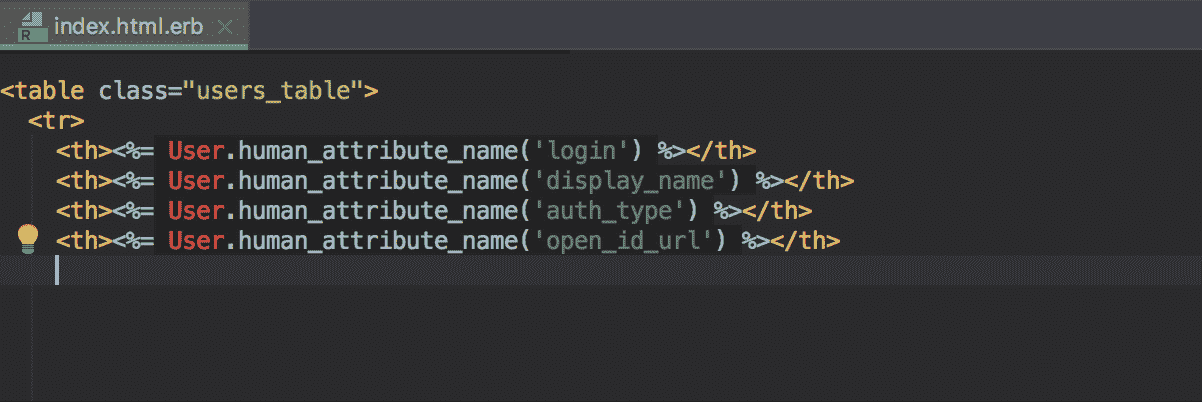 index.html.erb
R
<table class="users_table">
<tr>
<th><%= User.human_attribute_name('login') %></th>
<th><%= User.human_attribute_name('display_name') %></th>
<th><%= User.human_attribute_name('auth_type') %></th>
<th><%= User.human_attribute_name('open_id_url') %></th>